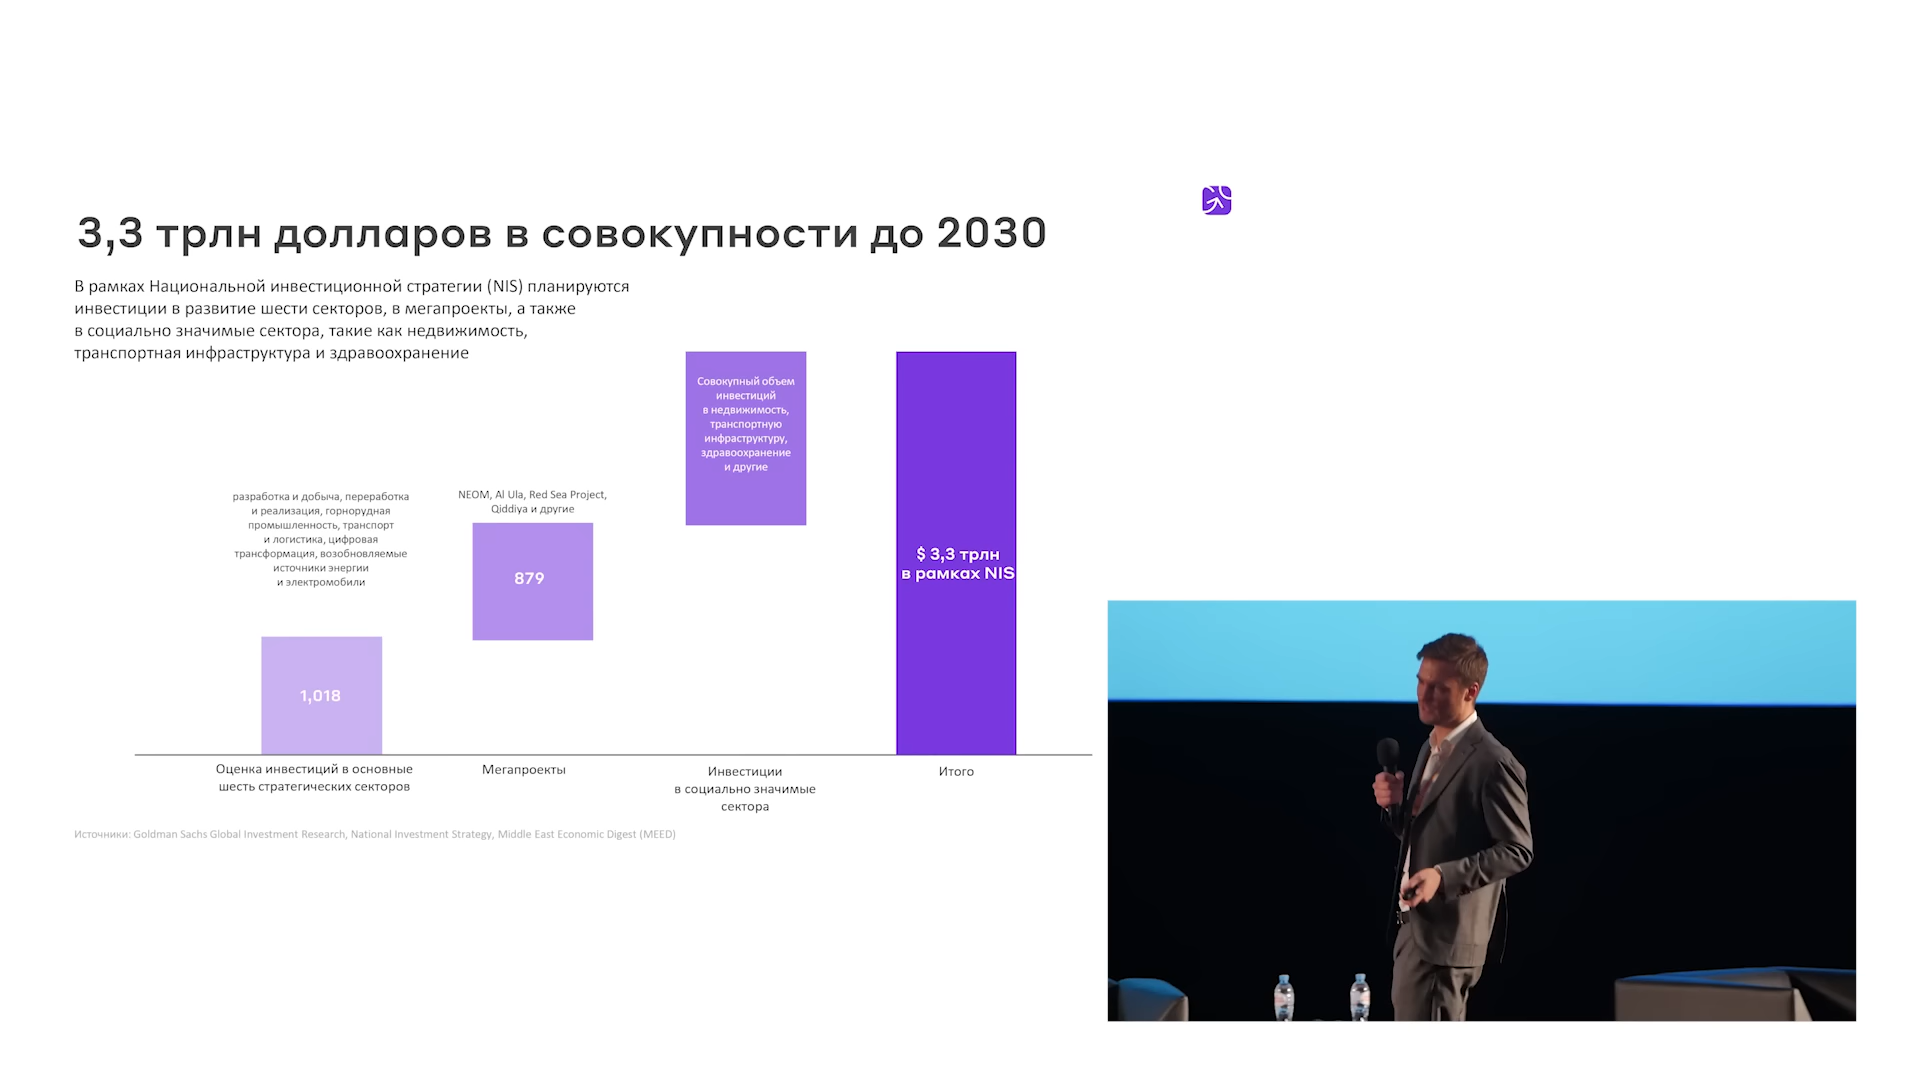 3,3 трлн долларов в совокупности до 2030
В рамках Национальной инвестиционной стратегии (NIS) планируются
инвестиции в развитие шести секторов, в мегапроекты, а также
в социально значимые сектора, такие как недвижимость,
транспортная инфраструктура и здравоохранение
разработка и добыча, переработка
и реализация, горнорудная
промышленность, транспорт
и логистика, цифровая
трансформация, возобновляемые
источники энергии
и электромобили
1,018
NEOM, Al Ula, Red Sea Project,
Qiddiya и другие
879
Совокупный объем
инвестиций
в недвижимость,
транспортную
инфраструктуру,
здравоохранение
и другие
$ 3,3 трлн
в рамках NIS
Оценка инвестиций в основные
шесть стратегических секторов
Мегапроекты
Инвестиции
в социально значимые
сектора
Итого
Источники: Goldman Sachs Global Investment Research, National Investment Strategy, Middle East Economic Digest (MEED)